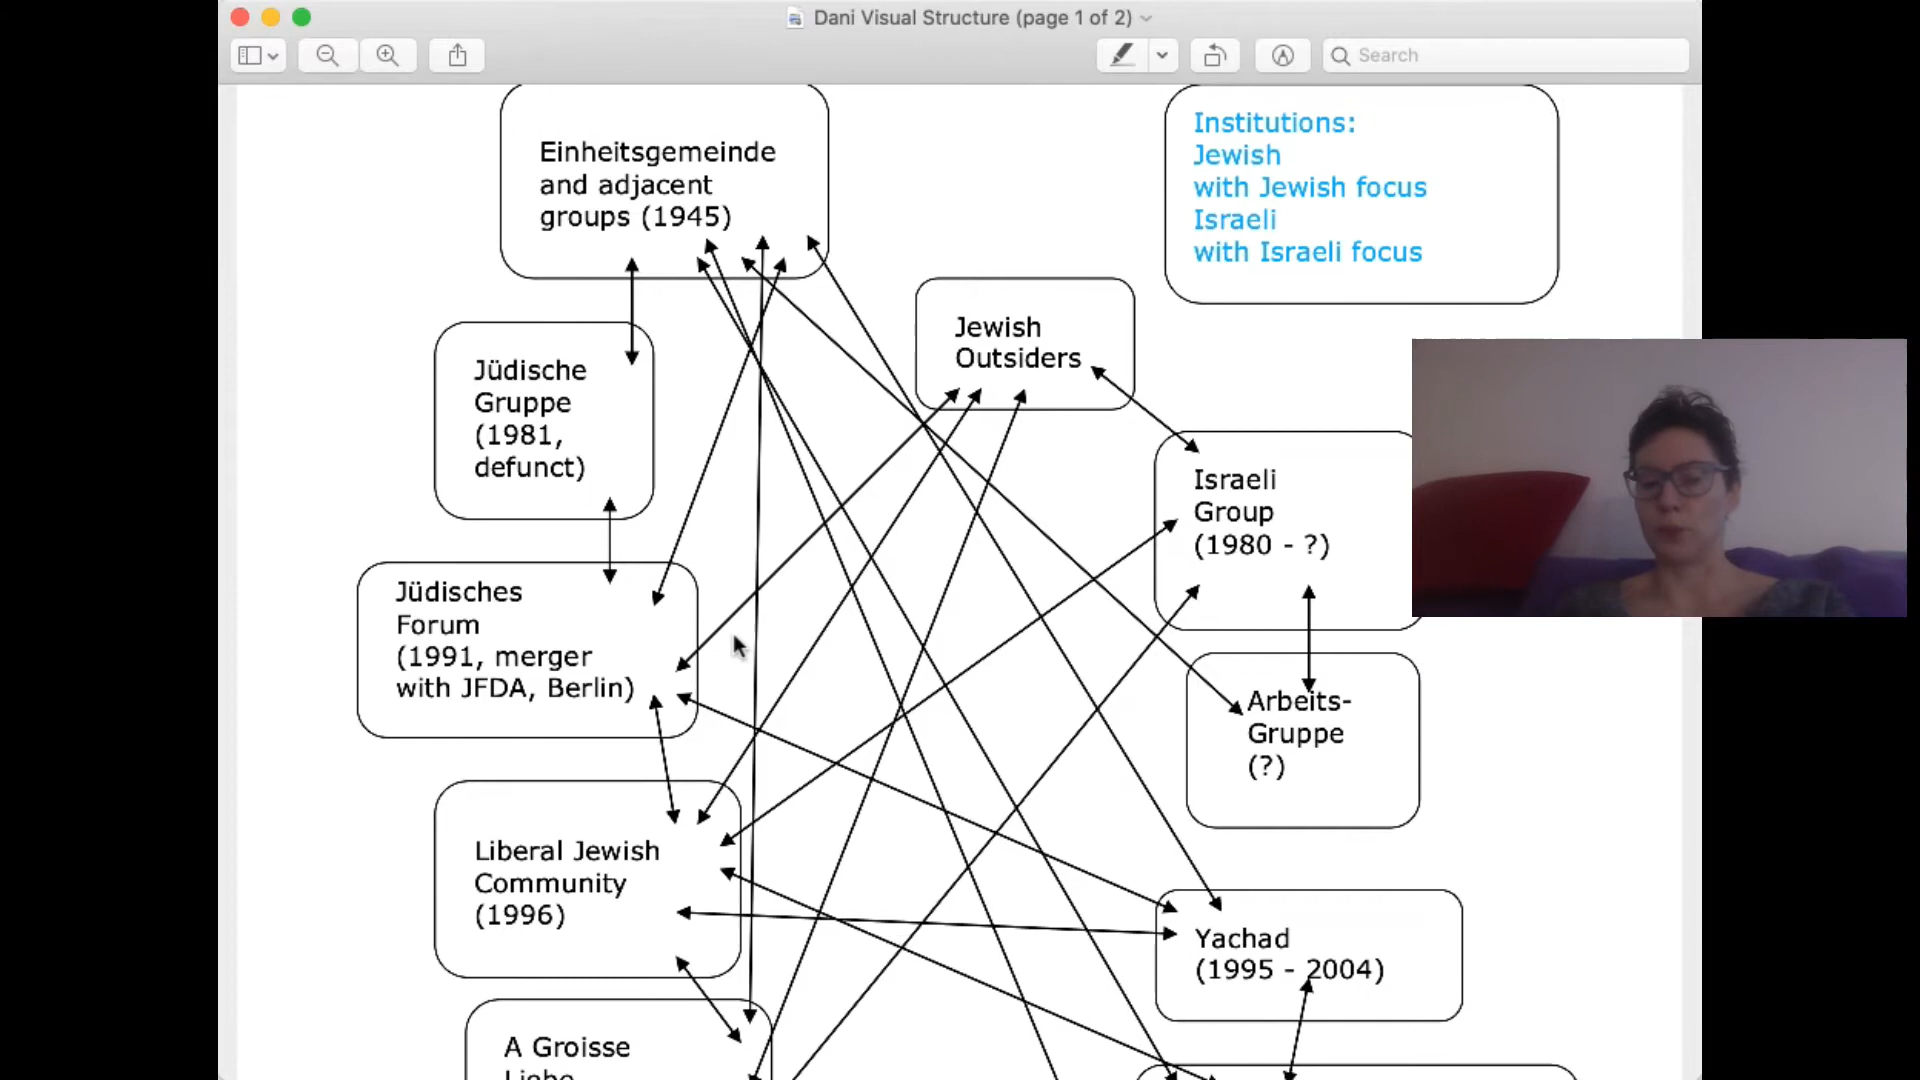 Dani Visual Structure (page 1 of 2)
Search
Einheitsgemeinde
and adjacent
groups (1945)
Institutions:
Jewish
with Jewish focus
Israeli
with Israeli focus
Jewish
Outsiders
Jüdische
Gruppe
(1981,
defunct)
Israeli
Group
(1980 - ?)
Jüdisches
Forum
(1991, merger
with JFDA, Berlin)
Arbeits-
Gruppe
(?)
Liberal Jewish
Community
(1996)
Yachad
(1995 - 2004)
A Groisse